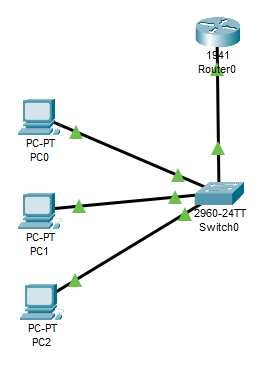 1941
Router0
PC-PT
PC0
2960-24TT
Switch0
PC-PT
PC1
PC-PT
PC2